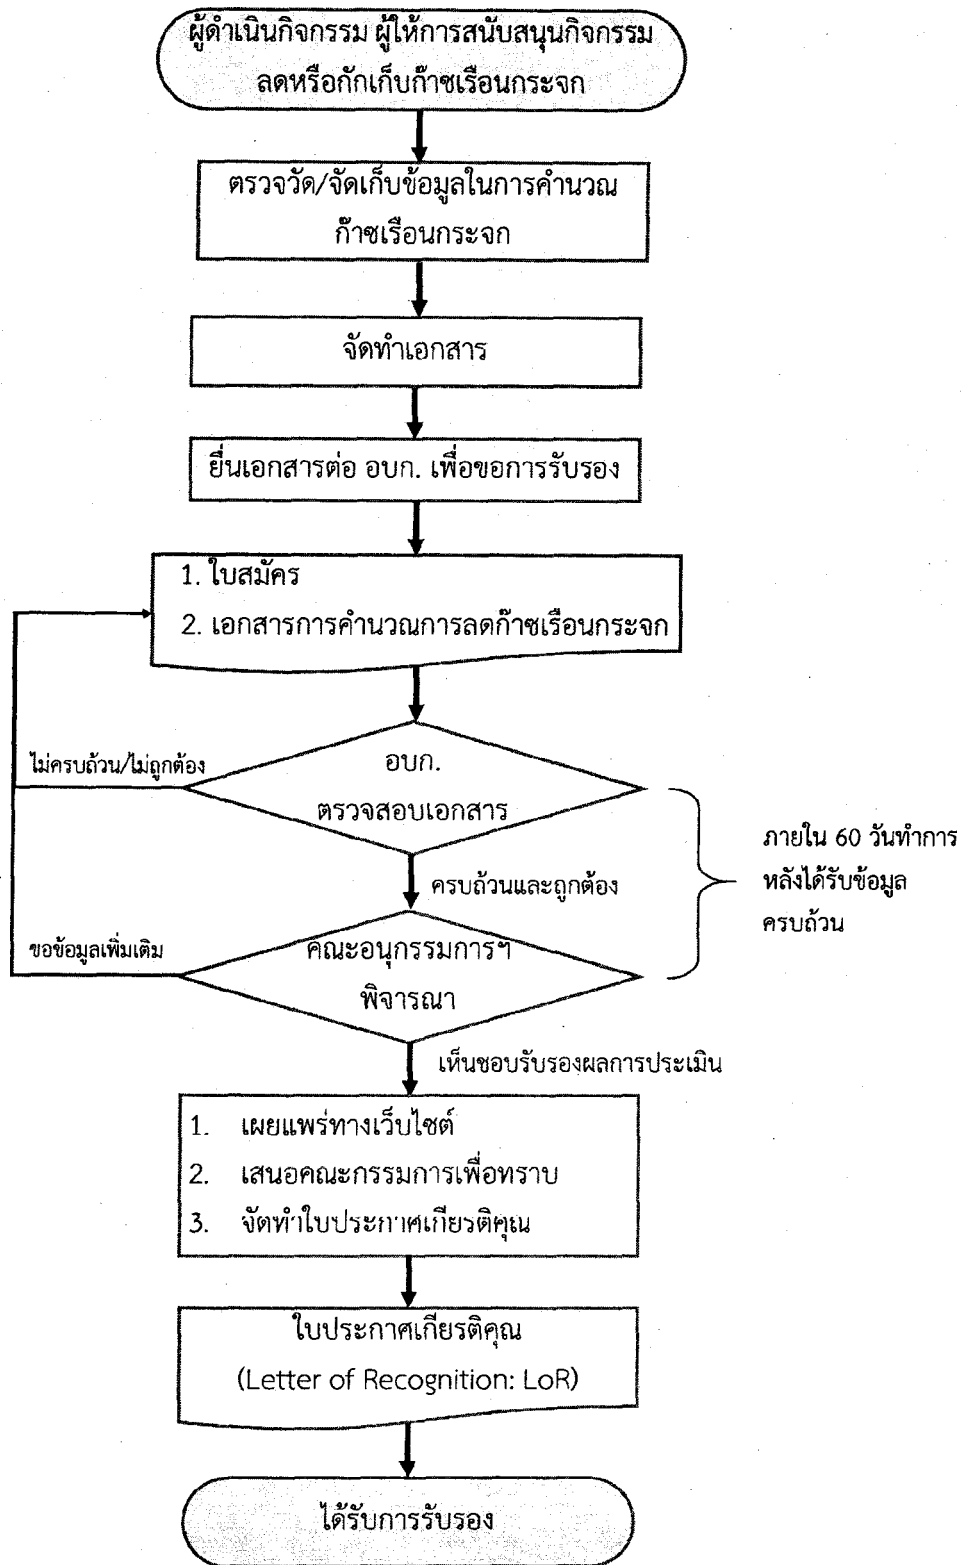 ผู้ดำเนินกิจกรรม ผู้ให้การสนับสนุนกิจกรรม
ลดหรือกักเก็บก๊าซเรือนกระจก
ตรวจวัด/จัดเก็บข้อมูลในการคำนวณ
ก๊าซเรือนกระจก
จัดทำเอกสาร
ยื่นเอกสารต่อ อบก. เพื่อขอการรับรอง
1. ใบสมัคร
2. เอกสารการคำนวณการลดก๊าซเรือนกระจก
ไม่ครบถ้วน/ไม่ถูกต้อง
อบก.
ตรวจสอบเอกสาร
ครบถ้วนและถูกต้อง
ภายใน 60 วันทำการ
หลังได้รับข้อมูล
ครบถ้วน
ขอข้อมูลเพิ่มเติม
คณะอนุกรรมการฯ
พิจารณา
เห็นชอบรับรองผลการประเมิน
1. เผยแพร่ทางเว็บไซต์
2. เสนอคณะกรรมการเพื่อทราบ
3. จัดทำใบประกาศเกียรติคุณ
ใบประกาศเกียรติคุณ
(Letter of Recognition: LoR)
ได้รับการรับรอง